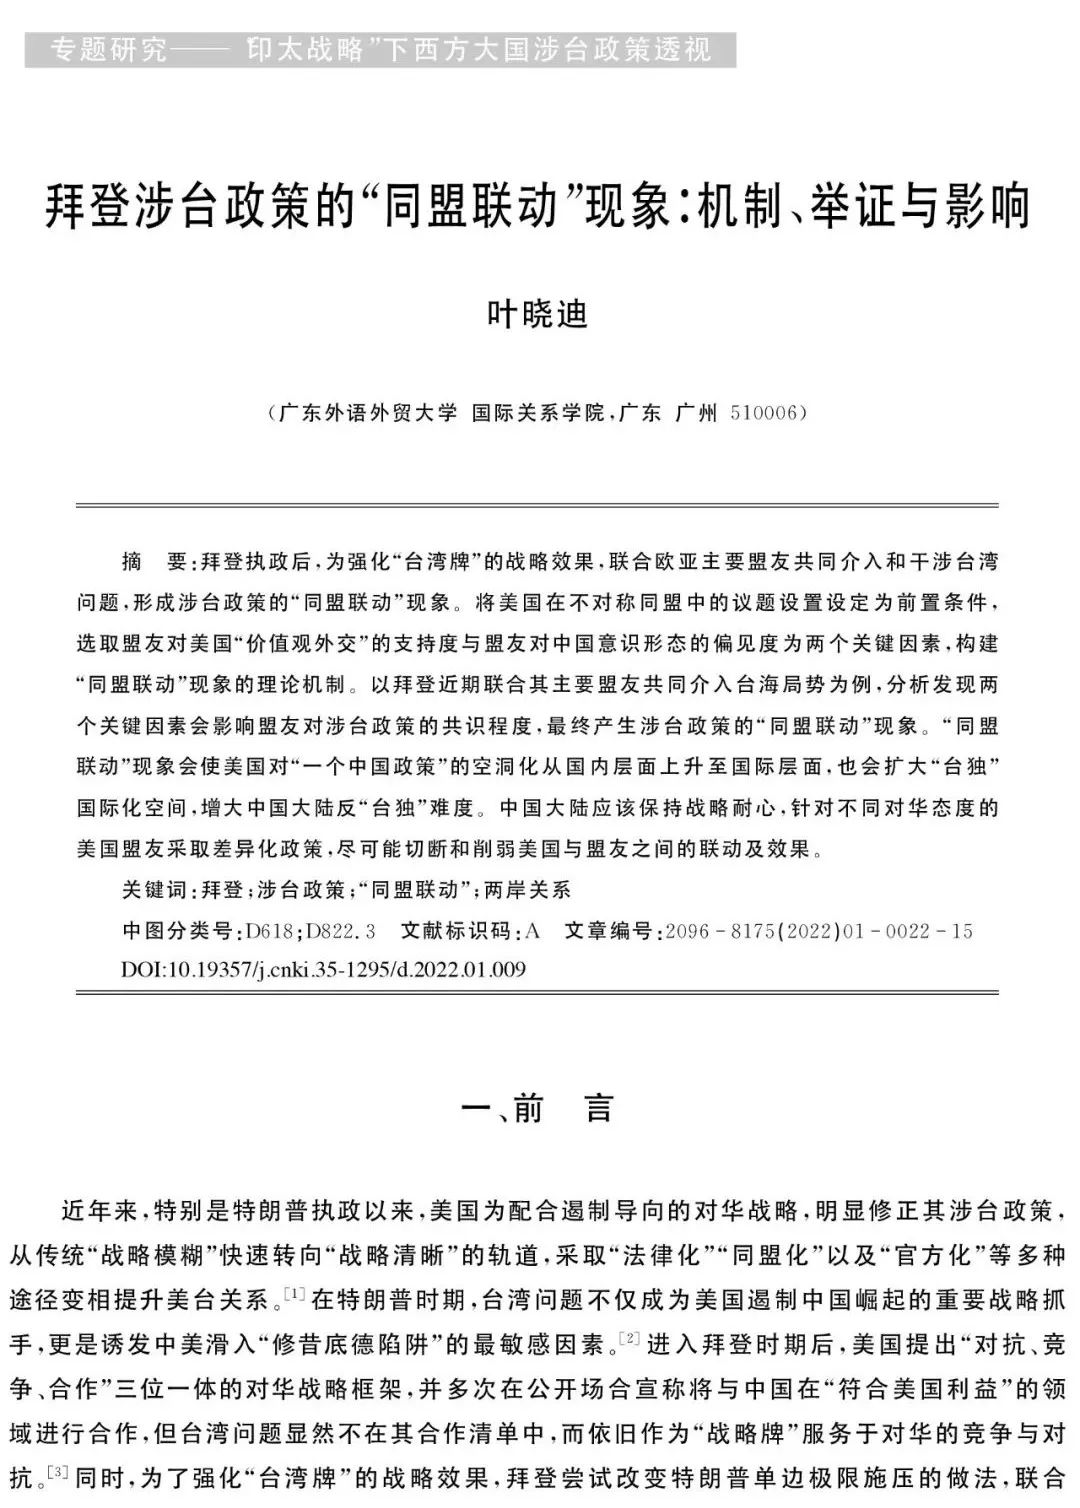 专题研究——“印太战略”下西方大国涉台政策透视
拜登涉台政策的“同盟联动”现象:机制、举证与影响
叶晓迪
(广东外语外贸大学 国际关系学院,广东 广州 510006)
摘 要:拜登执政后,为强化“台湾牌”的战略效果,联合欧亚主要盟友共同介入和干涉台湾
问题,形成涉台政策的“同盟联动”现象。将美国在不对称同盟中的议题设置设定为前置条件,
选取盟友对美国“价值观外交”的支持度与盟友对中国意识形态的偏见度为两个关键因素,构建
“同盟联动”现象的理论机制。以拜登近期联合其主要盟友共同介入台海局势为例,分析发现两
个关键因素会影响盟友对涉台政策的共识程度,最终产生涉台政策的“同盟联动”现象。“同盟
联动”现象会使美国对“一个中国政策”的空洞化从国内层面上升至国际层面,也会扩大“台独”
国际化空间,增大中国大陆反“台独”难度。中国大陆应该保持战略耐心,针对不同对华态度的
美国盟友采取差异化政策,尽可能切断和削弱美国与盟友之间的联动及效果。
关键词:拜登;涉台政策;“同盟联动”;两岸关系
中图分类号:D618;D822.3 文献标识码:A 文章编号:2096-8175(2022)01-0022-15
DOI:10.19357/j.cnki.35-1295/d.2022.01.009
一、前 言
近年来,特别是特朗普执政以来,美国为配合遏制导向的对华战略,明显修正其涉台政策,
从传统“战略模糊”快速转向“战略清晰”的轨道,采取“法律化”“同盟化”以及“官方化”等多种
途径变相提升美台关系。[1]在特朗普时期,台湾问题不仅成为美国遏制中国崛起的重要战略抓
手,更是诱发中美滑入“修昔底德陷阱”的最敏感因素。[2]进入拜登时期后,美国提出“对抗、竞
争、合作”三位一体的对华战略框架,并多次在公开场合宣称将与中国在“符合美国利益”的领
域进行合作,但台湾问题显然不在其合作清单中,而依旧作为“战略牌”服务于对华的竞争与对
抗。[3]同时,为了强化“台湾牌”的战略效果,拜登尝试改变特朗普单边极限施压的做法,联合